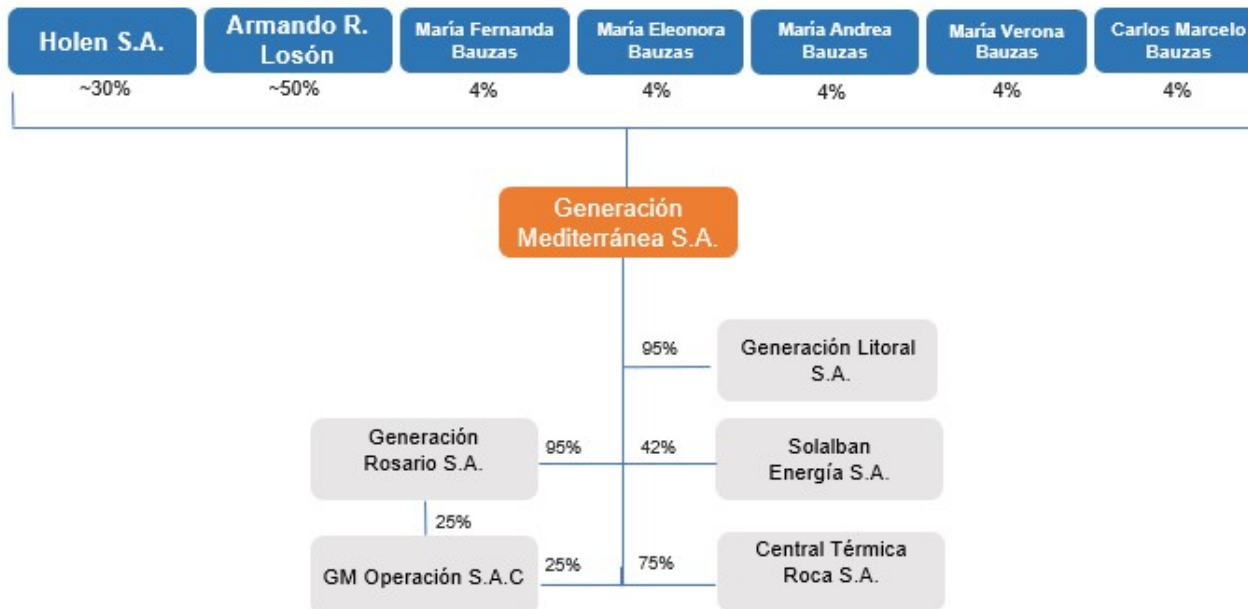 Holen S.A.
~30%
Armando R.
Losón
~50%
María Fernanda
Bauzas
4%
María Eleonora
Bauzas
4%
María Andrea
Bauzas
4%
María Verona
Bauzas
4%
Carlos Marcelo
Bauzas
4%
Generación
Mediterránea S.A.
95%
Generación Litoral
S.A.
Generación
Rosario S.A.
95%
42%
Solalban
Energía S.A.
25%
GM Operación S.A.C
25%
75%
Central Térmica
Roca S.A.